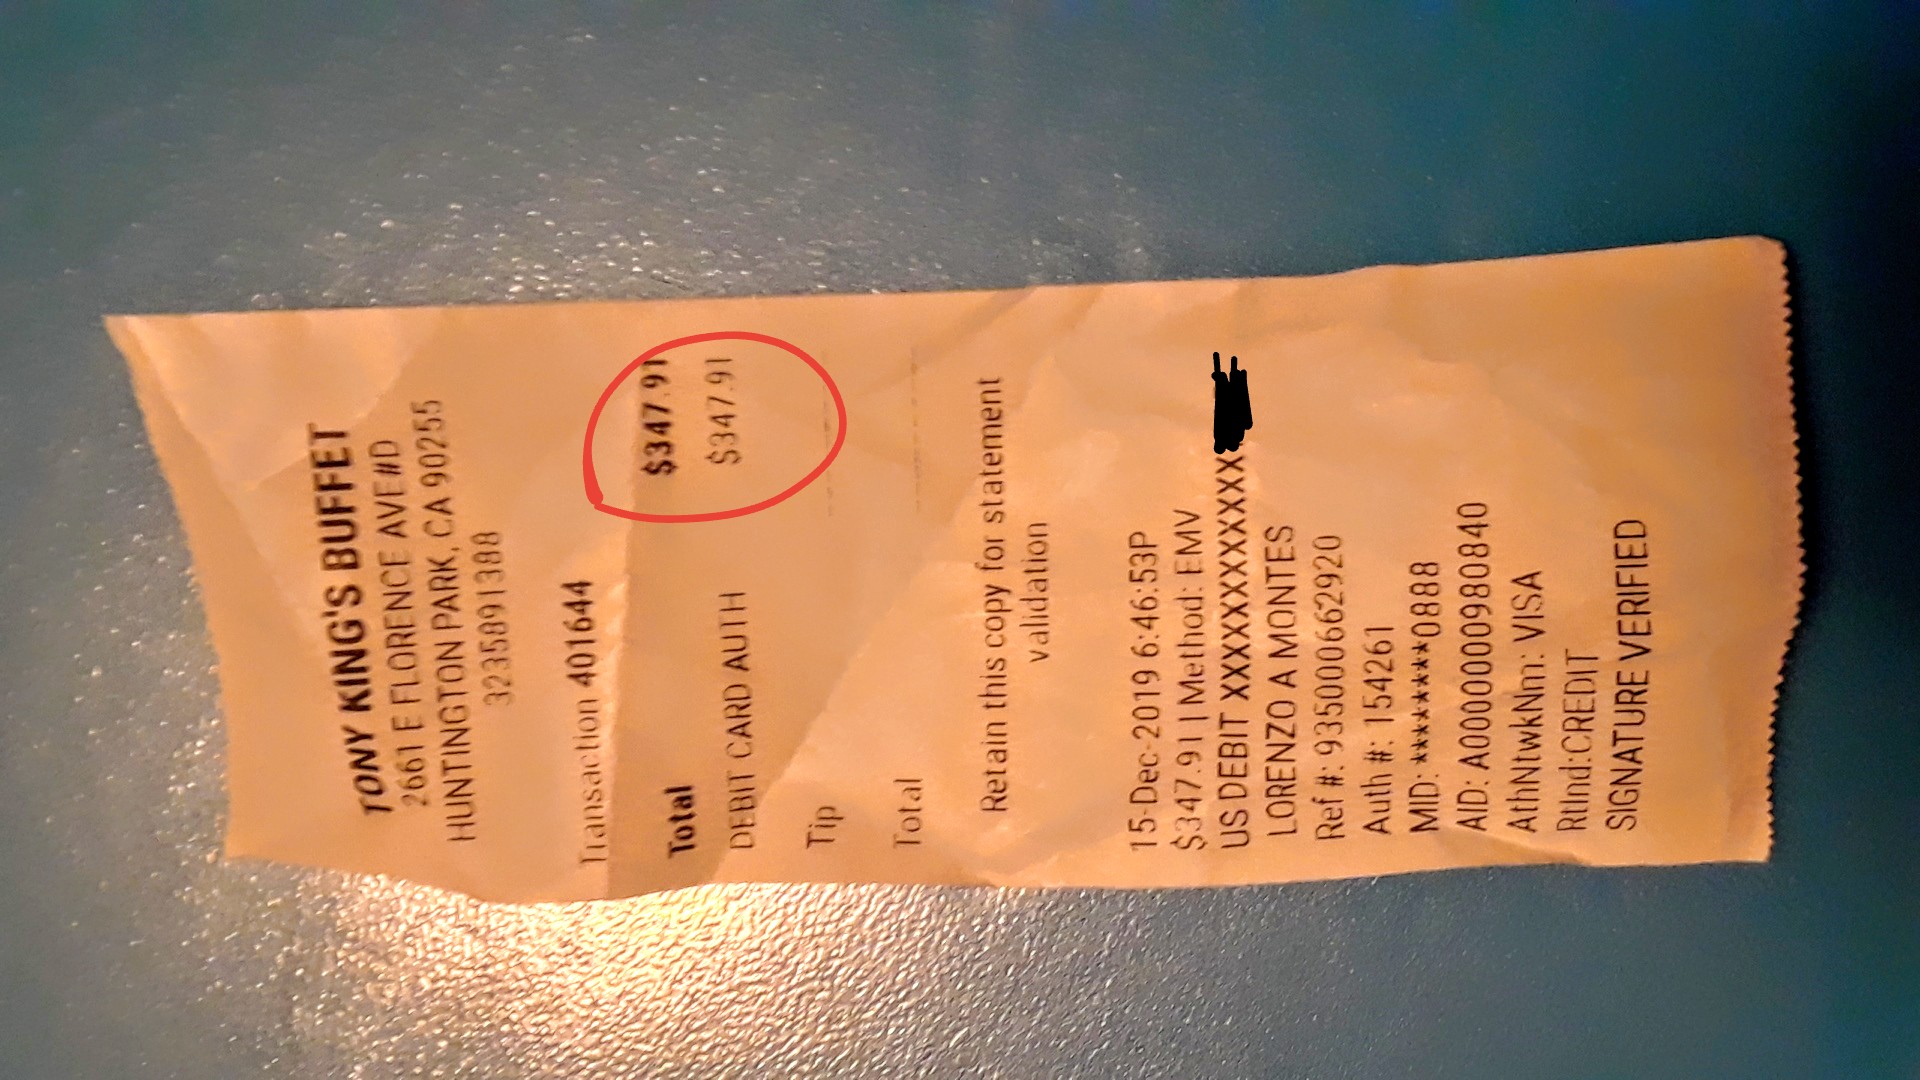 TONY KING'S BUFFET
2661 E FLORENCE AVE#D
HUNTINGTON PARK, CA 90255
3235891388
Transaction 401644
Total $347.91
DEBIT CARD AUTH $347.91
Tip
Total
Retain this copy for statement
validation
15-Dec-2019 6:46:53P
$347.91 | Method: EMV
US DEBIT XXXXXXXXXXXX
LORENZO A MONTES
Ref #: 935000662920
Auth #: 154261
MID: ********0888
AID: A0000000980840
AthNtwkNm: VISA
RtInd:CREDIT
SIGNATURE VERIFIED